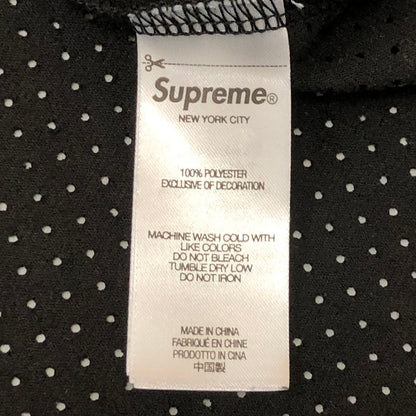 Supreme®
NEW YORK CITY
100% POLYESTER
EXCLUSIVE OF DECORATION
MACHINE WASH COLD WITH
LIKE COLORS
DO NOT BLEACH
TUMBLE DRY LOW
DO NOT IRON
MADE IN CHINA
FABRIQUÉ EN CHINE
PRODOTTO IN CINA
中国製